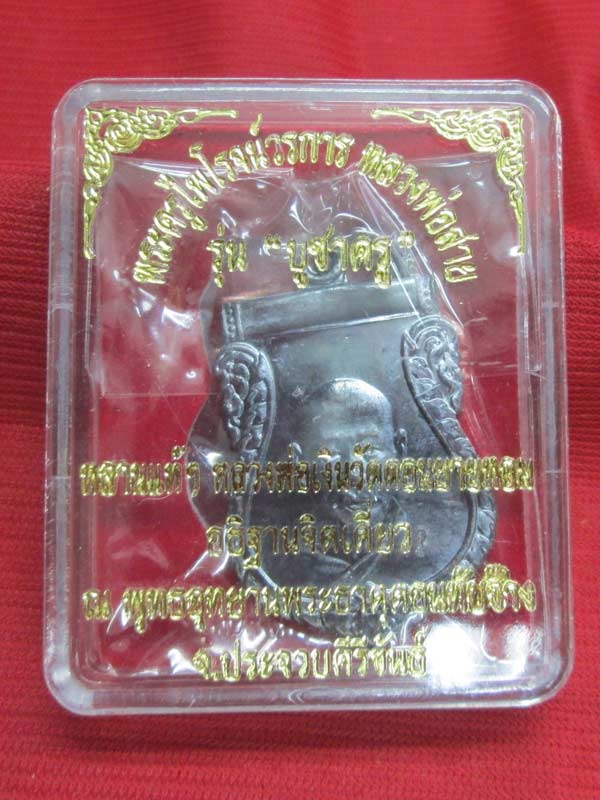 พระครูไพโรจน์วรการ หลวงพ่อสาย
รุ่น "บูชาครู"
หลานแท้ๆ หลวงพ่อเงินวัดดอนยายหอม
อธิฐานจิตเดี่ยว
ณ พุทธอุทยานพระธาตุดอนทับช้าง
จ.ประจวบคีรีขันธ์